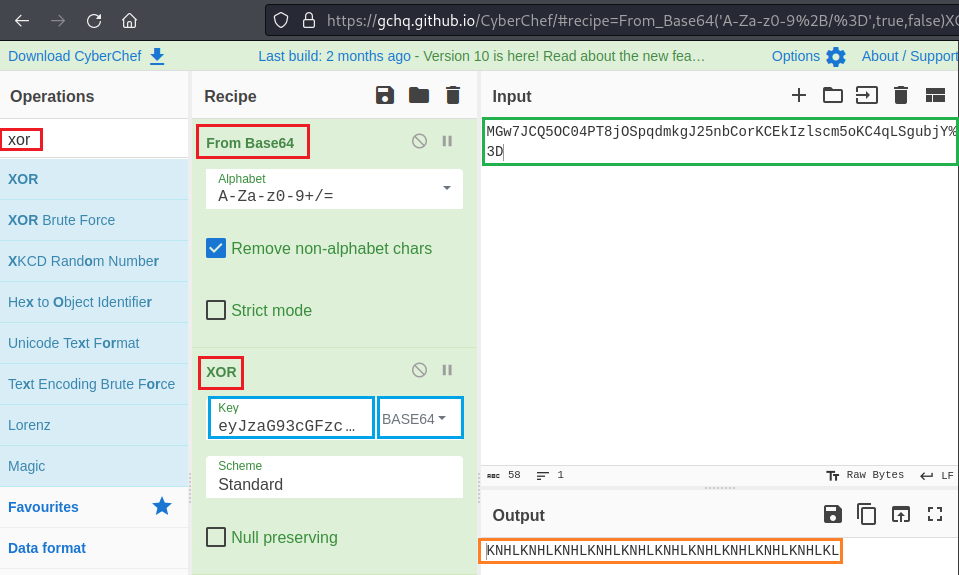 https://gchq.github.io/CyberChef/#recipe=From_Base64('A-Za-z0-9%2B/%3D',true,false)XO
Download CyberChef
Last build: 2 months ago - Version 10 is here! Read about the new fea…
Options
About / Support
Operations
xor
XOR
XOR Brute Force
XKCD Random Number
Hex to Object Identifier
Unicode Text Format
Text Encoding Brute Force
Lorenz
Magic
Favourites
Data format
Recipe
From Base64
Alphabet
A-Za-z0-9+/=
Remove non-alphabet chars
Strict mode
XOR
Key
eyJzaG93cGFzc…
BASE64
Scheme
Standard
Null preserving
Input
MGw7JCQ5OC04PT8jOSpqdmkgJ25nbCorKCEkIzlscm5oKC4qLSgubjY%
3D
ABC 58
1
Tт Raw Bytes
LF
Output
KNHLKNHLKNHLKNHLKNHLKNHLKNHLKNHLKNHLKNHLKL